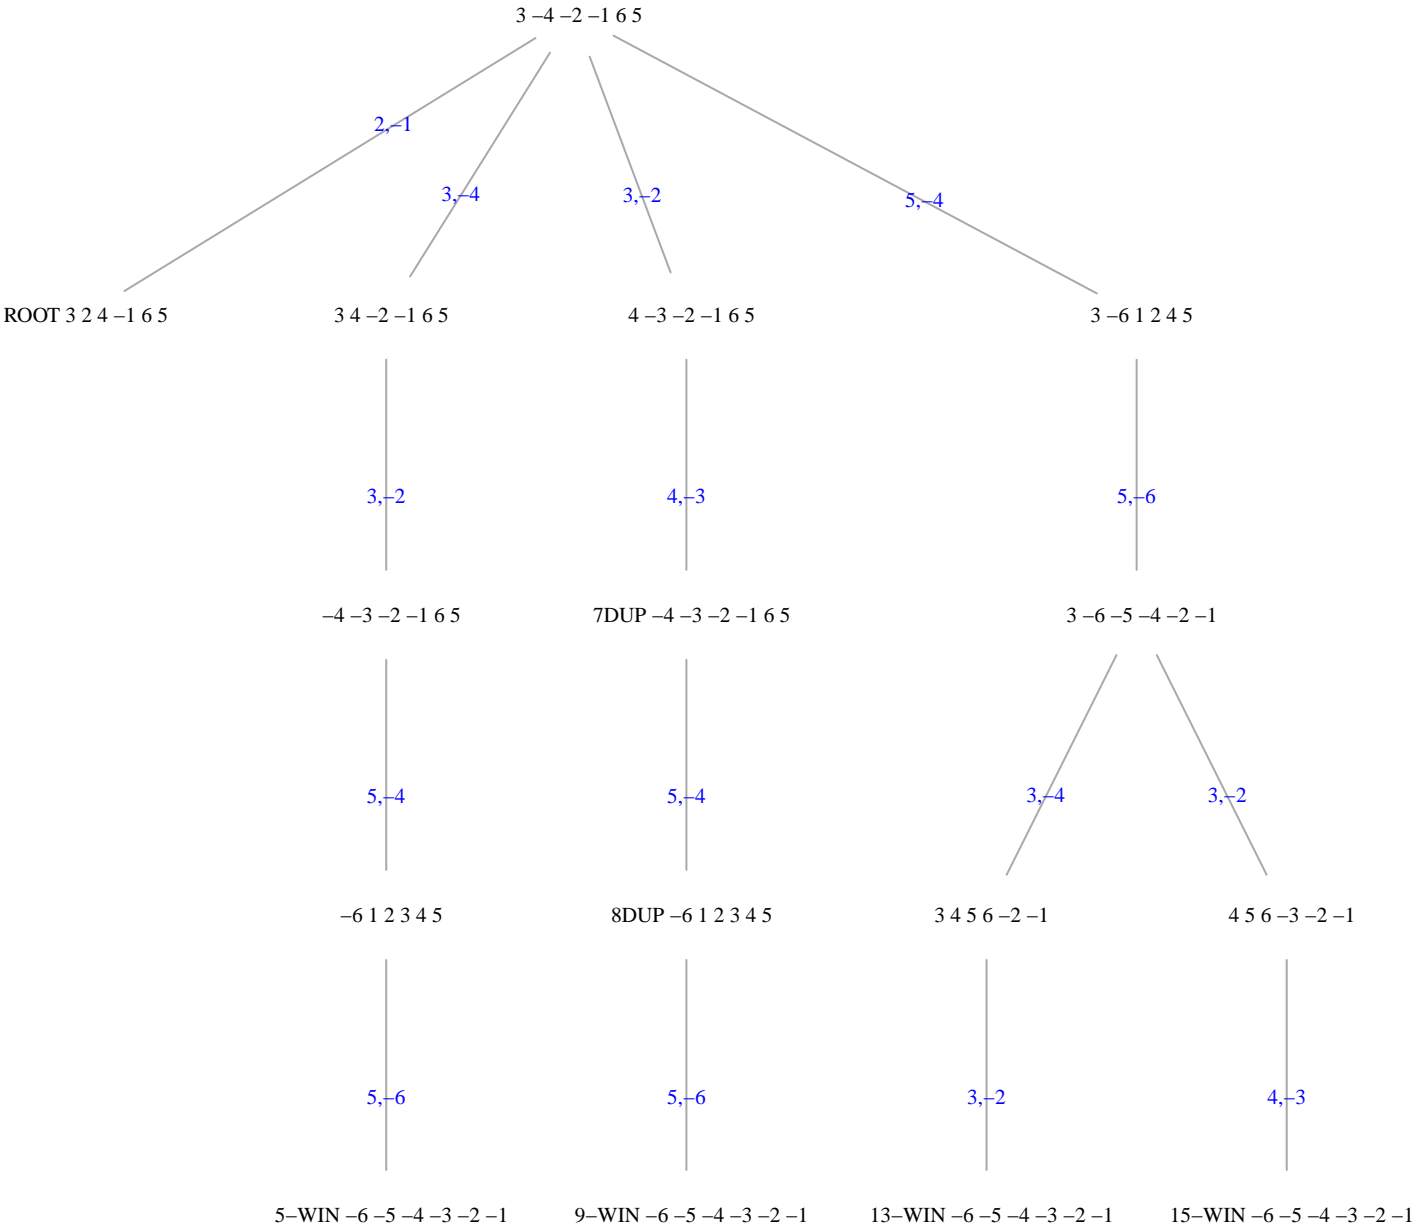 3 –4 –2 –1 6 5
2,–1
3,–4
3,–2
5,–4
ROOT 3 2 4 –1 6 5
3 4 –2 –1 6 5
4 –3 –2 –1 6 5
3 –6 1 2 4 5
3,–2
4,–3
5,–6
–4 –3 –2 –1 6 5
7DUP –4 –3 –2 –1 6 5
3 –6 –5 –4 –2 –1
5,–4
5,–4
3,–4
3,–2
–6 1 2 3 4 5
8DUP –6 1 2 3 4 5
3 4 5 6 –2 –1
4 5 6 –3 –2 –1
5,–6
5,–6
3,–2
4,–3
5–WIN –6 –5 –4 –3 –2 –1
9–WIN –6 –5 –4 –3 –2 –1
13–WIN –6 –5 –4 –3 –2 –1
15–WIN –6 –5 –4 –3 –2 –1